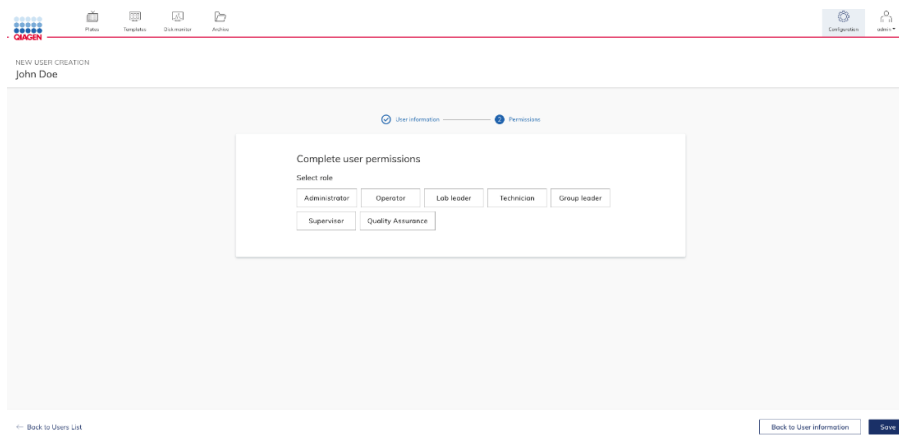 QIAGEN
Plates Templates Disk monitor Archive Configuration admin
NEW USER CREATION
John Doe
User information 2 Permissions
Complete user permissions
Select role
Administrator Operator Lab leader Technician Group leader
Supervisor Quality Assurance
← Back to Users List Back to User information Save